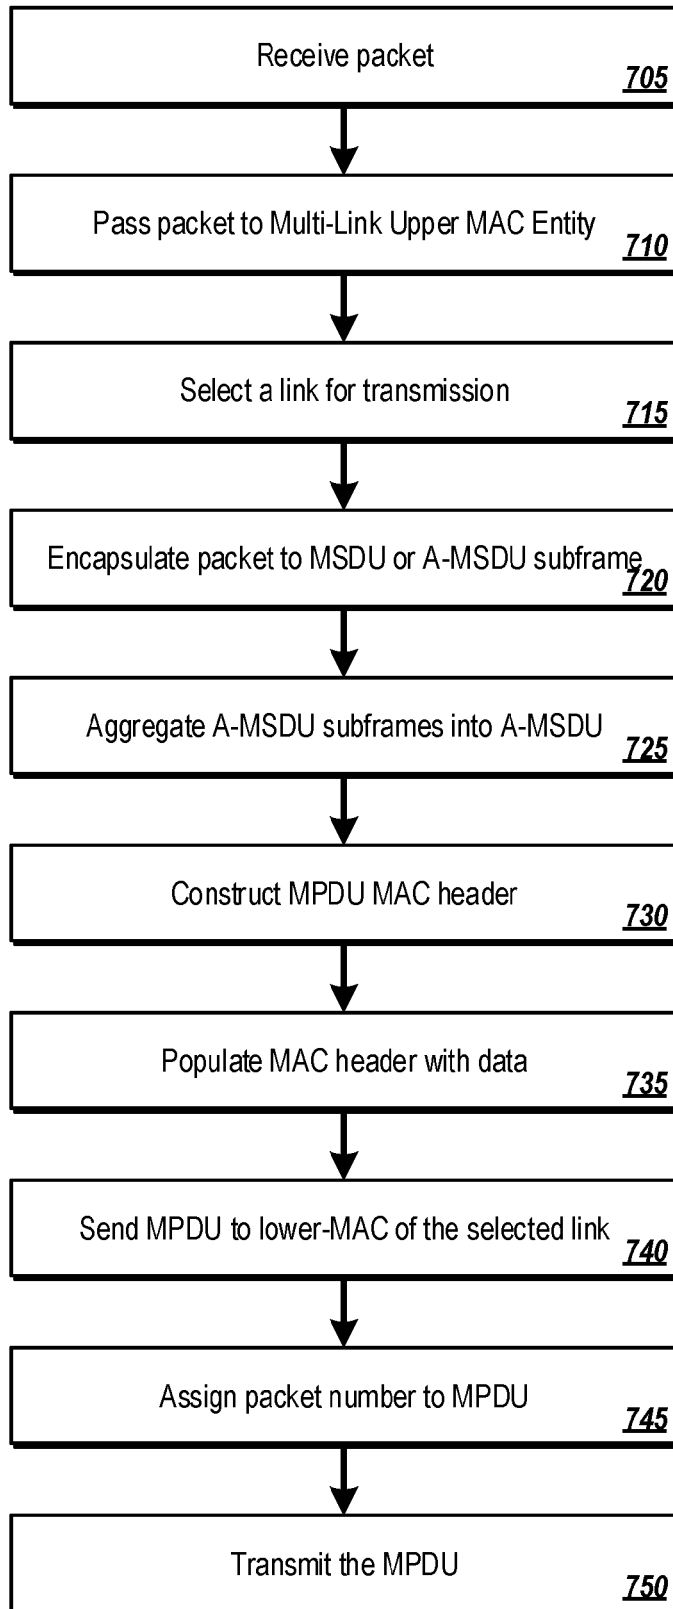 Receive packet
705
Pass packet to Multi-Link Upper MAC Entity
710
Select a link for transmission
715
Encapsulate packet to MSDU or A-MSDU subframe
720
Aggregate A-MSDU subframes into A-MSDU
725
Construct MPDU MAC header
730
Populate MAC header with data
735
Send MPDU to lower-MAC of the selected link
740
Assign packet number to MPDU
745
Transmit the MPDU
750